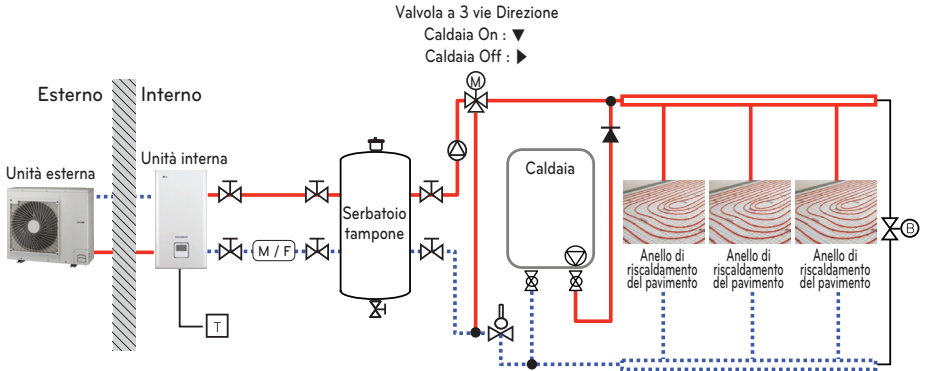 Valvola a 3 vie Direzione
Caldaia On : ▼
Caldaia Off : ▶
Esterno
Interno
M
Unità esterna
Unità interna
Caldaia
Serbatoio
tampone
M / F
B
T
Anello di
riscaldamento
del pavimento
Anello di
riscaldamento
del pavimento
Anello di
riscaldamento
del pavimento